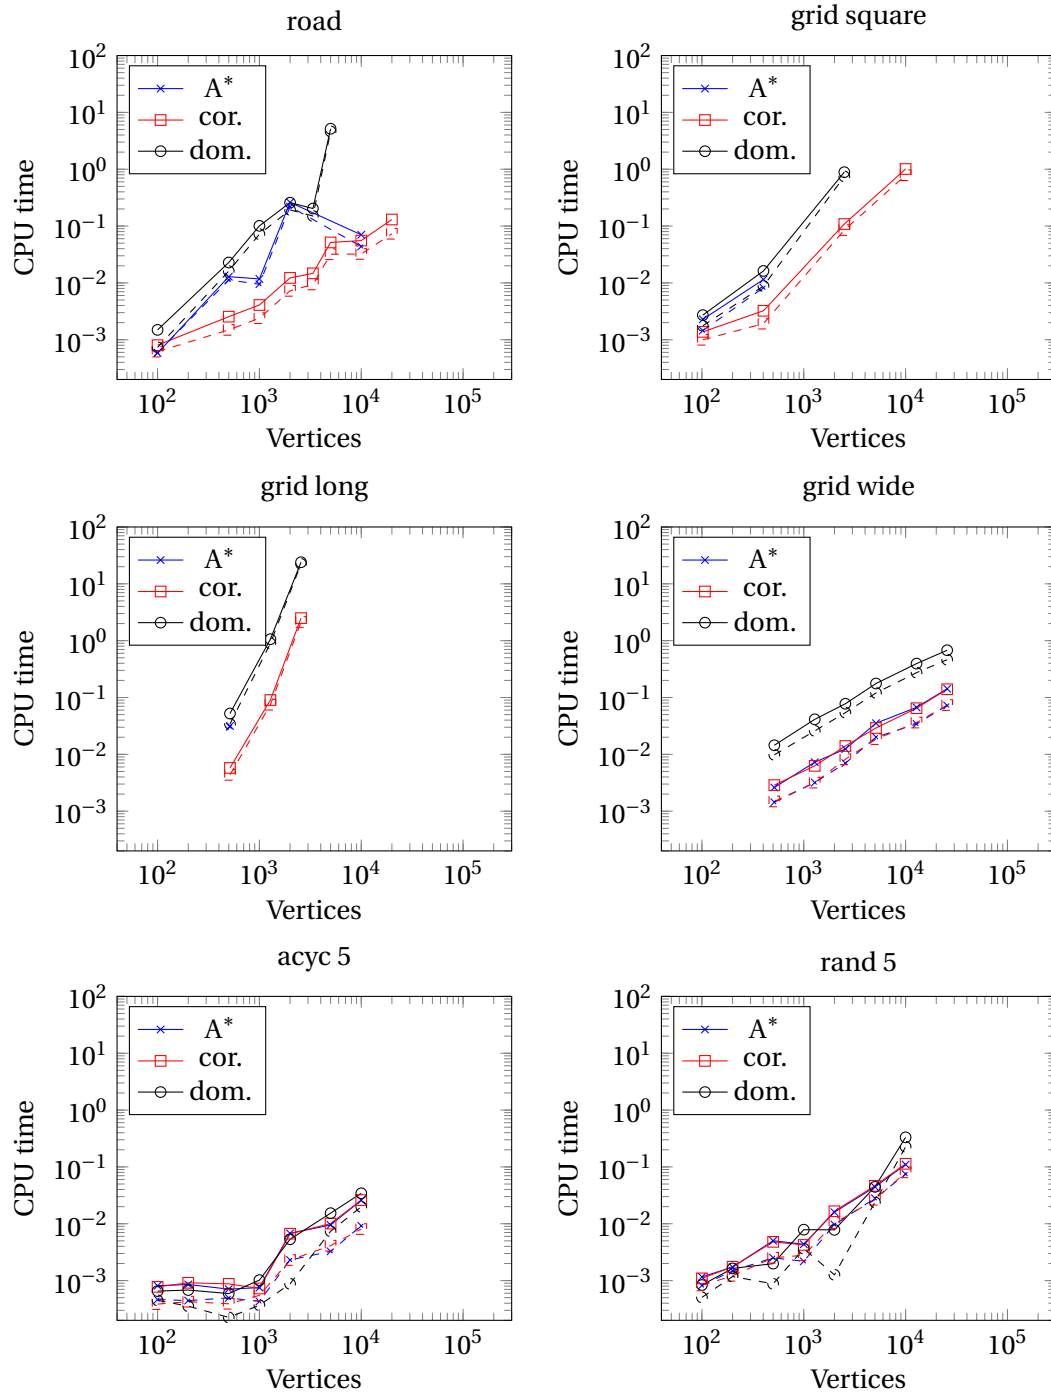 road
10^2
10^1
10^0
10^-1
10^-2
10^-3
CPU time
A*
cor.
dom.
10^2
10^3
10^4
10^5
Vertices
grid square
10^2
10^1
10^0
10^-1
10^-2
10^-3
CPU time
A*
cor.
dom.
10^2
10^3
10^4
10^5
Vertices
grid long
10^2
10^1
10^0
10^-1
10^-2
10^-3
CPU time
A*
cor.
dom.
10^2
10^3
10^4
10^5
Vertices
grid wide
10^2
10^1
10^0
10^-1
10^-2
10^-3
CPU time
A*
cor.
dom.
10^2
10^3
10^4
10^5
Vertices
acyc 5
10^2
10^1
10^0
10^-1
10^-2
10^-3
CPU time
A*
cor.
dom.
10^2
10^3
10^4
10^5
Vertices
rand 5
10^2
10^1
10^0
10^-1
10^-2
10^-3
CPU time
A*
cor.
dom.
10^2
10^3
10^4
10^5
Vertices